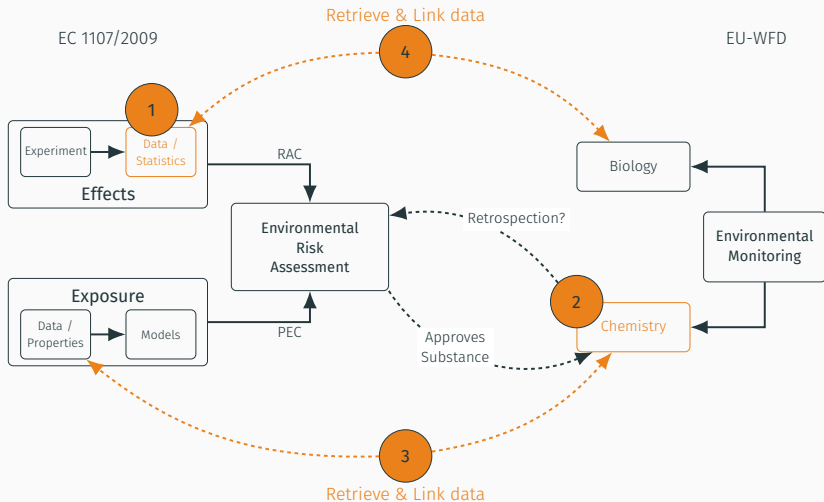 Retrieve & Link data
EC 1107/2009
EU-WFD
4
1
Experiment
Data /
Statistics
Effects
RAC
Biology
Environmental
Risk
Assessment
Retrospection?
Environmental
Monitoring
Exposure
Data /
Properties
Models
PEC
2
Chemistry
Approves
Substance
3
Retrieve & Link data